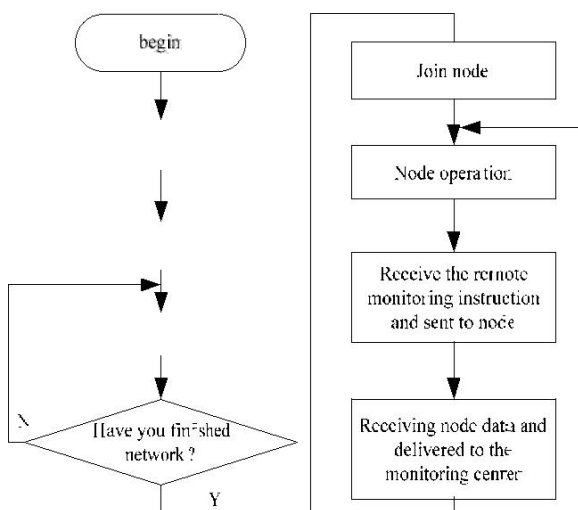 begin
Have you finished
network ?
X
Y
Join node
Node operation
Receive the remote
monitoring instruction
and sent to node
Receiving node data and
delivered to the
monitoring center